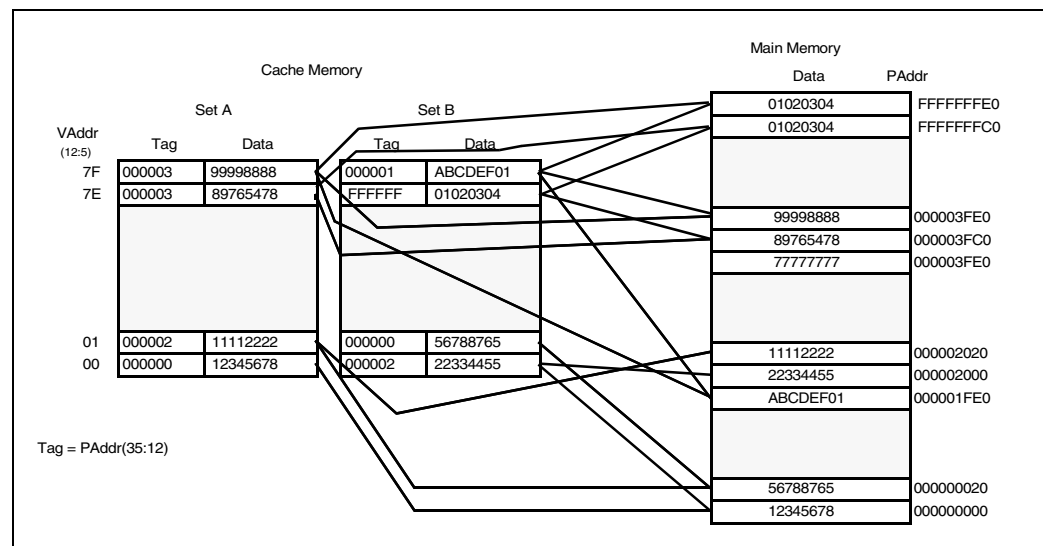 Main Memory
Cache Memory
Data PAddr
Set A Set B
VAddr
(12:5)
Tag Data Tag Data
01020304 FFFFFFFE0
01020304 FFFFFFFC0
7F 000003 99998888 000001 ABCDEF01
7E 000003 89765478 FFFFFF 01020304
99998888 000003FE0
89765478 000003FC0
77777777 000003FE0
01 000002 11112222 000000 56788765
00 000000 12345678 000002 22334455
11112222 000002020
22334455 000002000
ABCDEF01 000001FE0
Tag = PAddr(35:12)
56788765 000000020
12345678 000000000